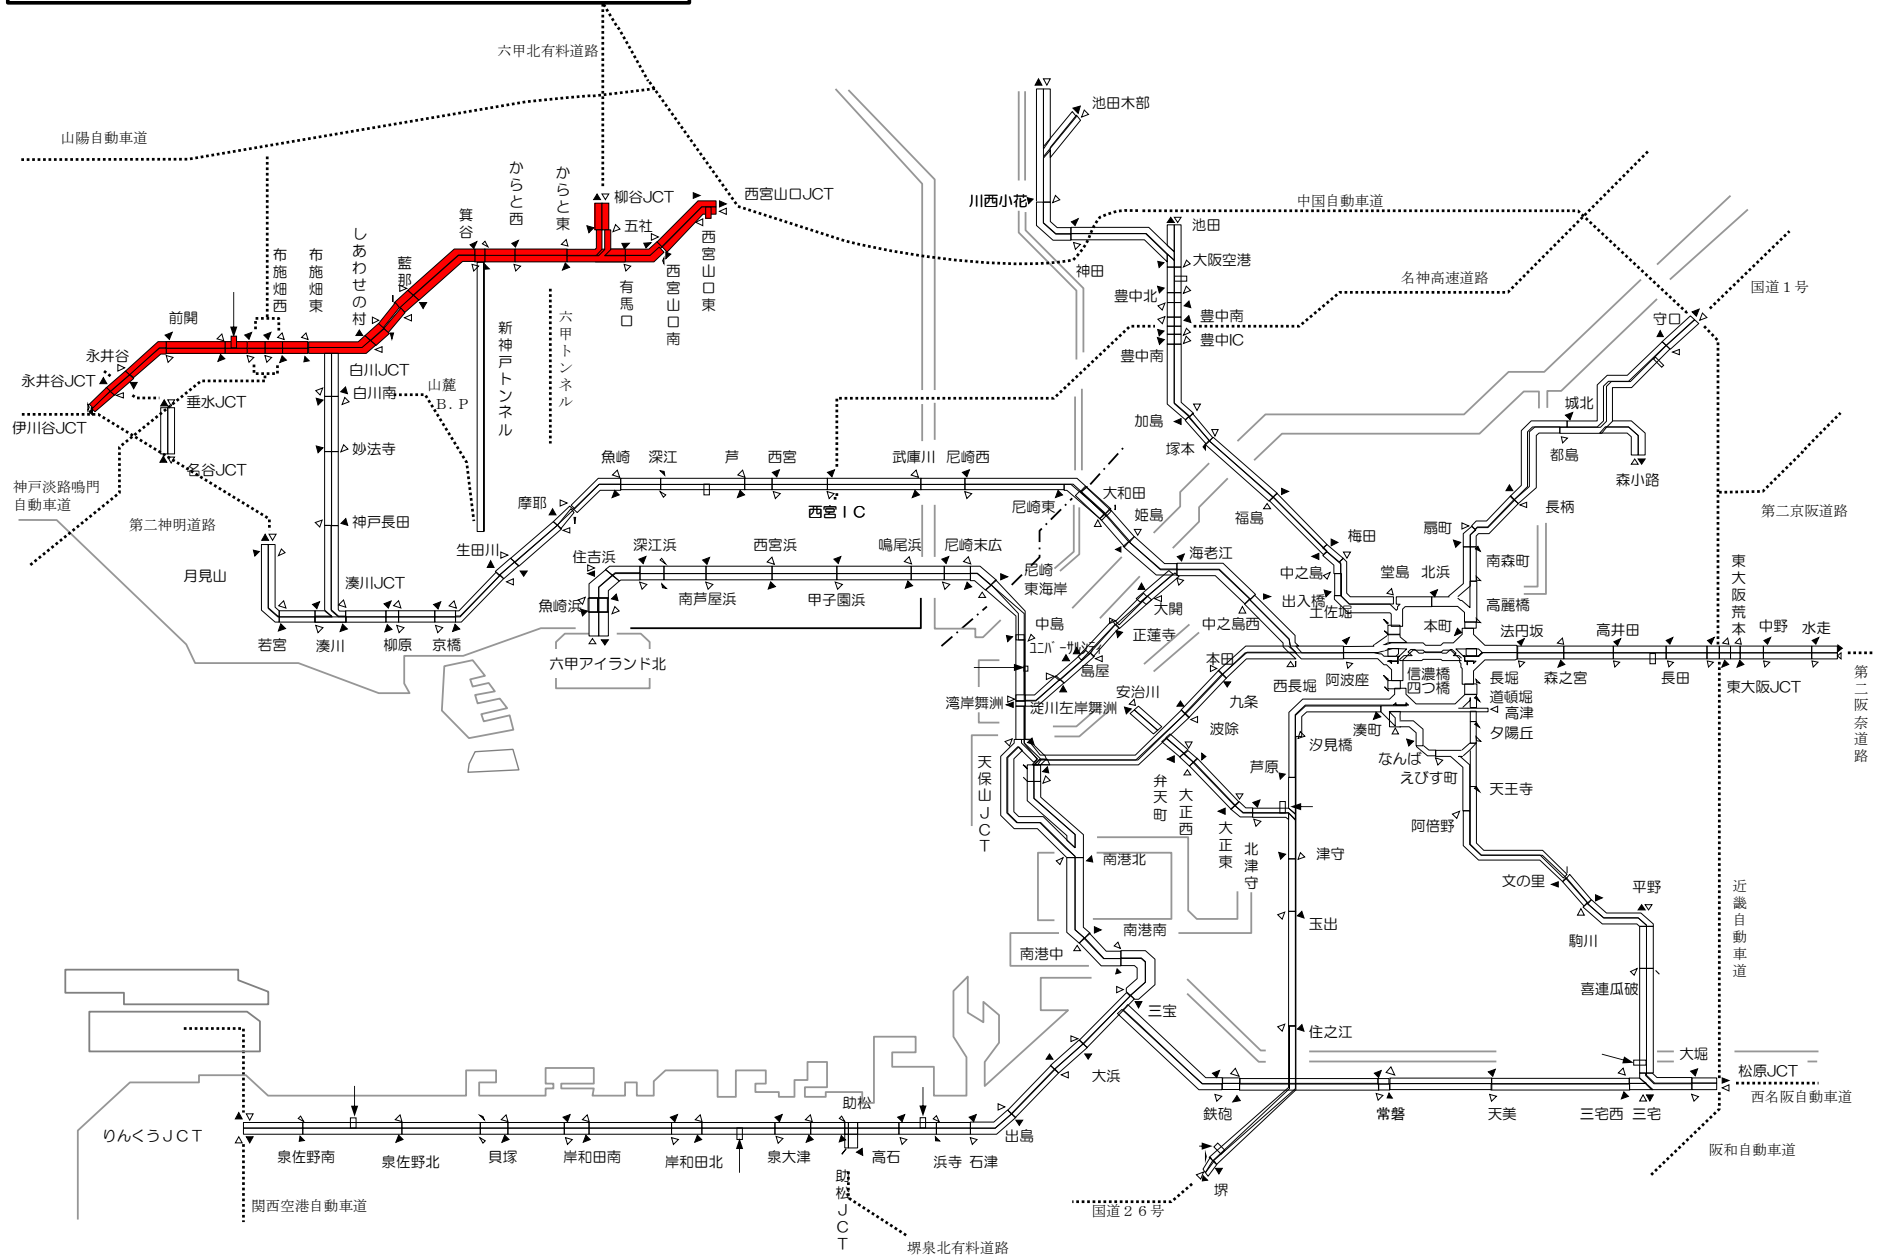 六甲北有料道路
池田木部
山陽自動車道
からと西
からと東
柳谷JCT
西宮山口JCT
川西小花
中国自動車道
箕谷
五社
池田
しあわせの村
藍那
布施畑西
布施畑東
西宮山口東
西宮山口南
有馬口
神田
大阪空港
名神高速道路
国道1号
豊中北
豊中南
守口
前開
新神戸トンネル
六甲トンネル
豊中IC
豊中南
永井谷
永井谷JCT
白川JCT
山麓
B.P
白川南
垂水JCT
伊川谷JCT
城北
加島
塚本
都島
妙法寺
名谷JCT
魚崎
深江
芦
西宮
武庫川
尼崎西
森小路
神戸淡路鳴門
自動車道
第二神明道路
摩耶
西宮IC
尼崎東
大和田
姫島
福島
長柄
第二京阪道路
神戸長田
扇町
梅田
南森町
生田川
住吉浜
深江浜
西宮浜
鳴尾浜
尼崎末広
海老江
東大阪荒本
月見山
湊川JCT
尼崎
東海岸
中之島
堂島
北浜
魚崎浜
南芦屋浜
甲子園浜
大開
出入橋
土佐堀
高麗橋
若宮
湊川
柳原
京橋
中島
正蓮寺
中之島西
本町
法円坂
高井田
中野
水走
六甲アイランド北
ユニバーサルシティ
島屋
本田
西長堀
阿波座
信濃橋
四つ橋
長堀
森之宮
長田
東大阪JCT
第二阪奈道路
湾岸舞洲
淀川左岸舞洲
安治川
九条
道頓堀
高津
波除
汐見橋
湊町
夕陽丘
なんば
えびす町
天保山JCT
弁天町
大正西
芦原
天王寺
大正東
北津守
阿倍野
南港北
津守
文の里
平野
近畿自動車道
南港南
玉出
駒川
南港中
喜連瓜破
三宝
住之江
大堀
大浜
松原JCT
西名阪自動車道
助松
鉄砲
常磐
天美
三宅西
三宅
りんくうJCT
出島
泉佐野南
泉佐野北
貝塚
岸和田南
岸和田北
泉大津
高石
浜寺
石津
阪和自動車道
堺
関西空港自動車道
助松JCT
国道26号
堺泉北有料道路